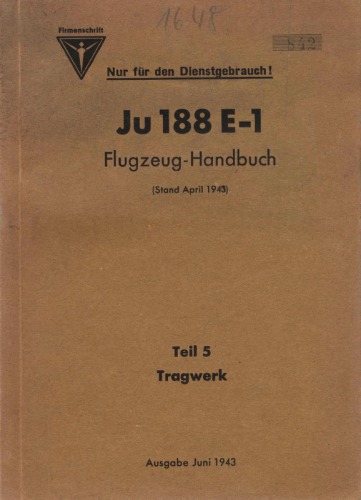 1648
Firmenschrift
842
Nur für den Dienstgebrauch!
Ju 188 E-1
Flugzeug-Handbuch
(Stand April 1943)
Teil 5
Tragwerk
Ausgabe Juni 1943